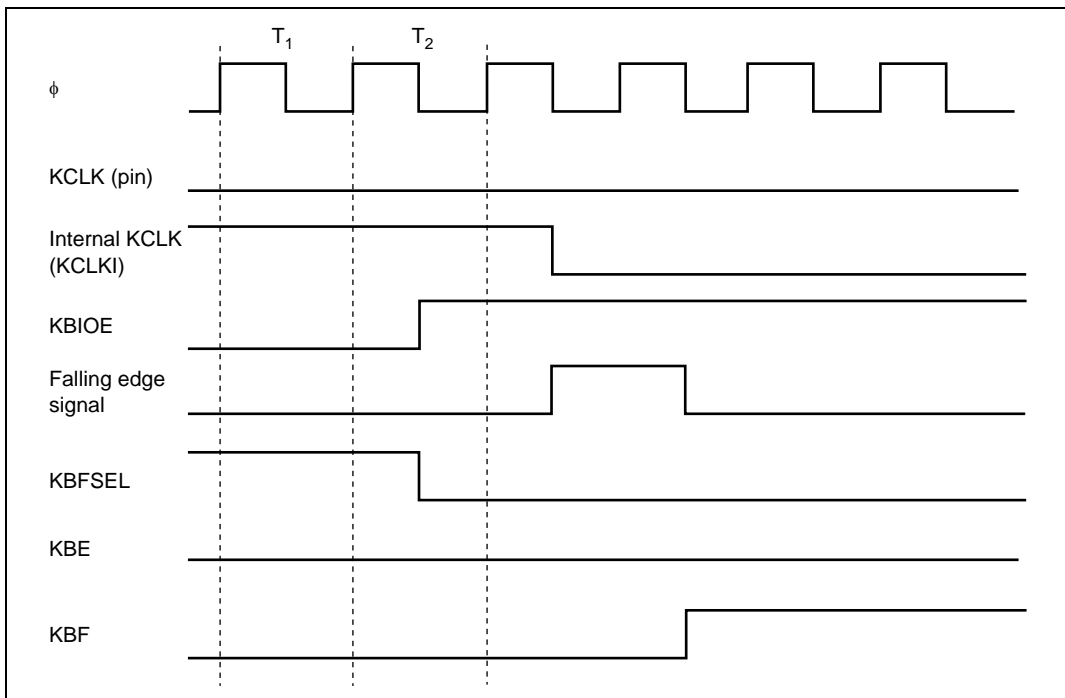 T1 T2
ϕ
KCLK (pin)
Internal KCLK
(KCLKI)
KBIOE
Falling edge
signal
KBFSEL
KBE
KBF